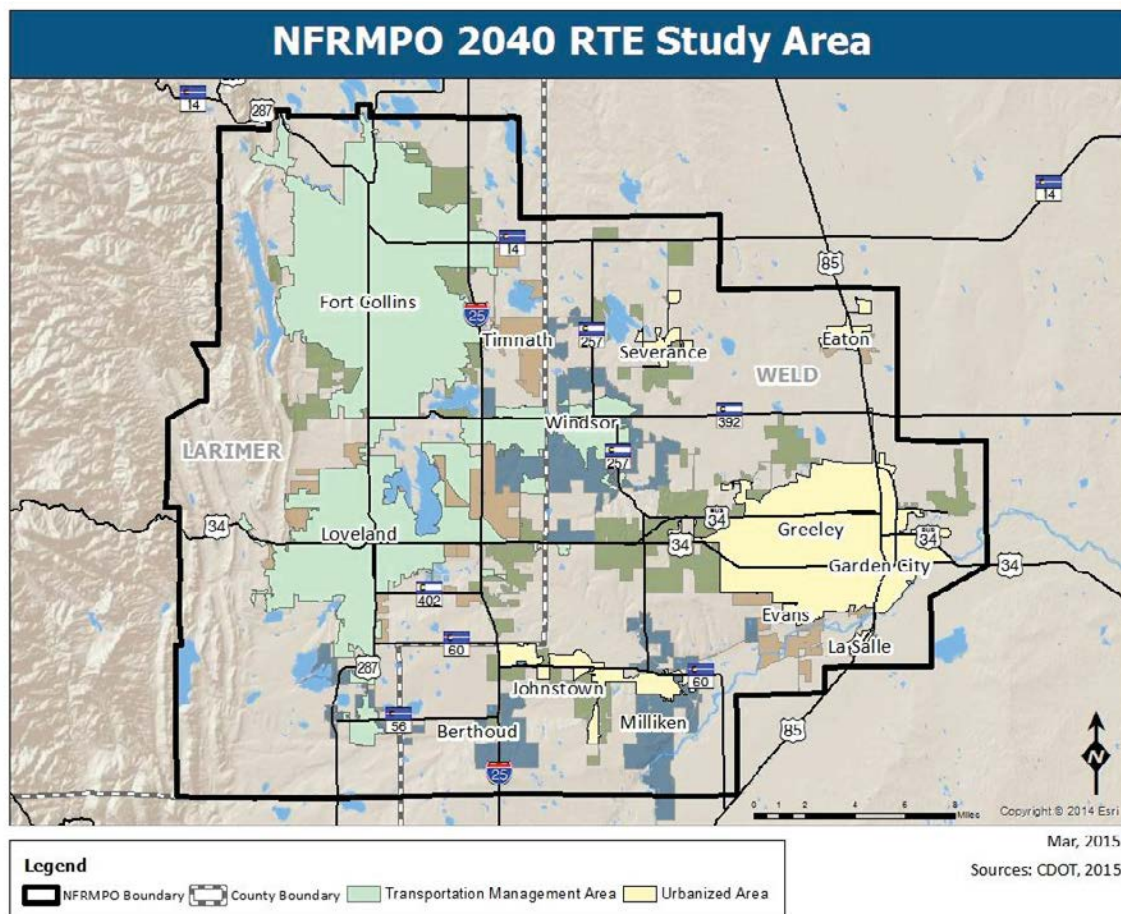 NFRMPO 2040 RTE Study Area
14
287
14
14
85
Fort Collins
25
257
Timnath
Severance
Eaton
WELD
Windsor
392
LARIMER
257
34
34
BUS
34
Loveland
34
Greeley
BUS
34
34
Garden City
402
Evans
60
La Salle
287
60
Johnstown
56
Berthoud
Milliken
85
25
N
0 1 2 4 6 8
Miles
Copyright © 2014 Esri
Mar, 2015
Sources: CDOT, 2015
Legend
NFRMPO Boundary County Boundary Transportation Management Area Urbanized Area